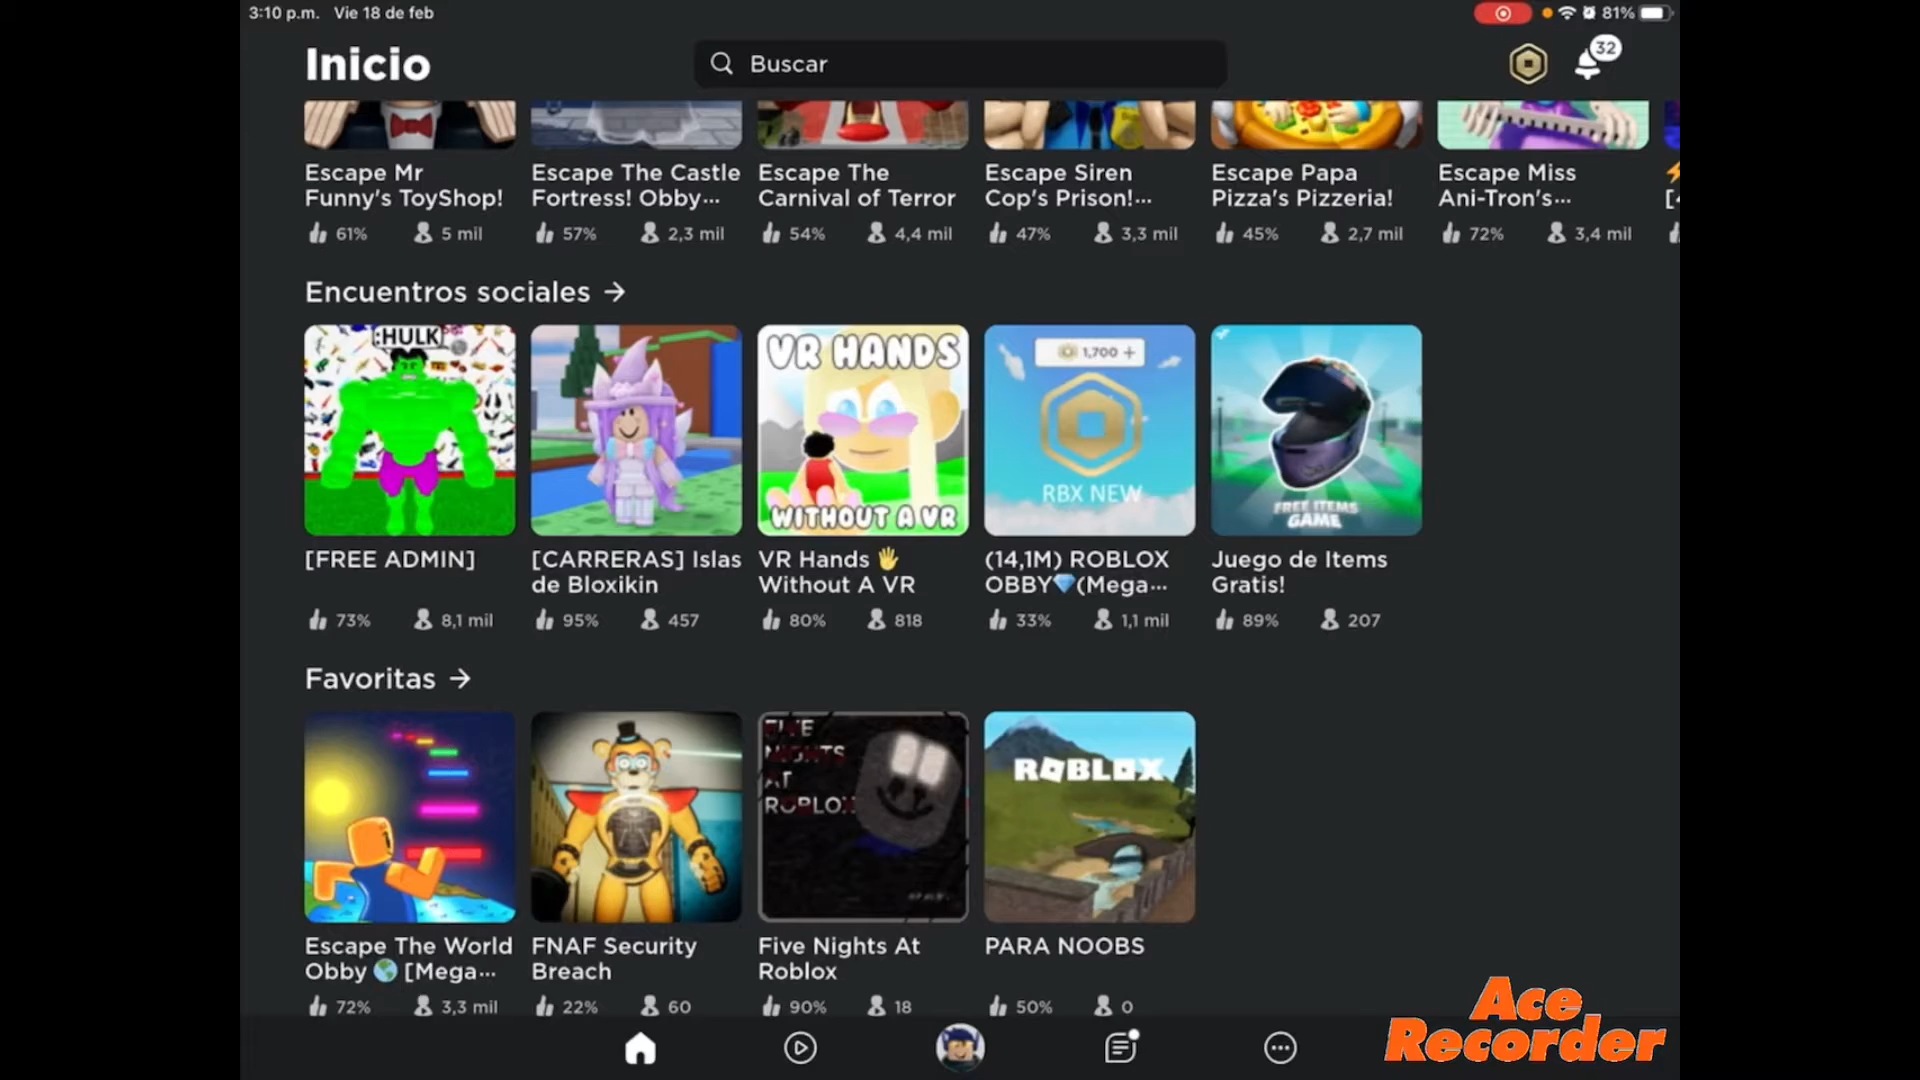 3:10 p.m. Vie 18 de feb
81%
Inicio
Buscar
32
Escape Mr
Funny's ToyShop!
61% 5 mil
Escape The Castle
Fortress! Obby...
57% 2,3 mil
Escape The
Carnival of Terror
54% 4,4 mil
Escape Siren
Cop's Prison!...
47% 3,3 mil
Escape Papa
Pizza's Pizzeria!
45% 2,7 mil
Escape Miss
Ani-Tron's...
72% 3,4 mil
Encuentros sociales →
:HULK
VR HANDS
WITHOUT A VR
1,700 +
RBX NEW
FREE ITEMS
GAME
[FREE ADMIN]
73% 8,1 mil
[CARRERAS] Islas
de Bloxikin
95% 457
VR Hands 🖐
Without A VR
80% 818
(14,1M) ROBLOX
OBBY💎(Mega...
33% 1,1 mil
Juego de Items
Gratis!
89% 207
Favoritas →
FIVE
NIGHTS
AT
ROBLOX
ROBLOX
Escape The World
Obby 🌎 [Mega...
72% 3,3 mil
FNAF Security
Breach
22% 60
Five Nights At
Roblox
90% 18
PARA NOOBS
50% 0
Ace
Recorder